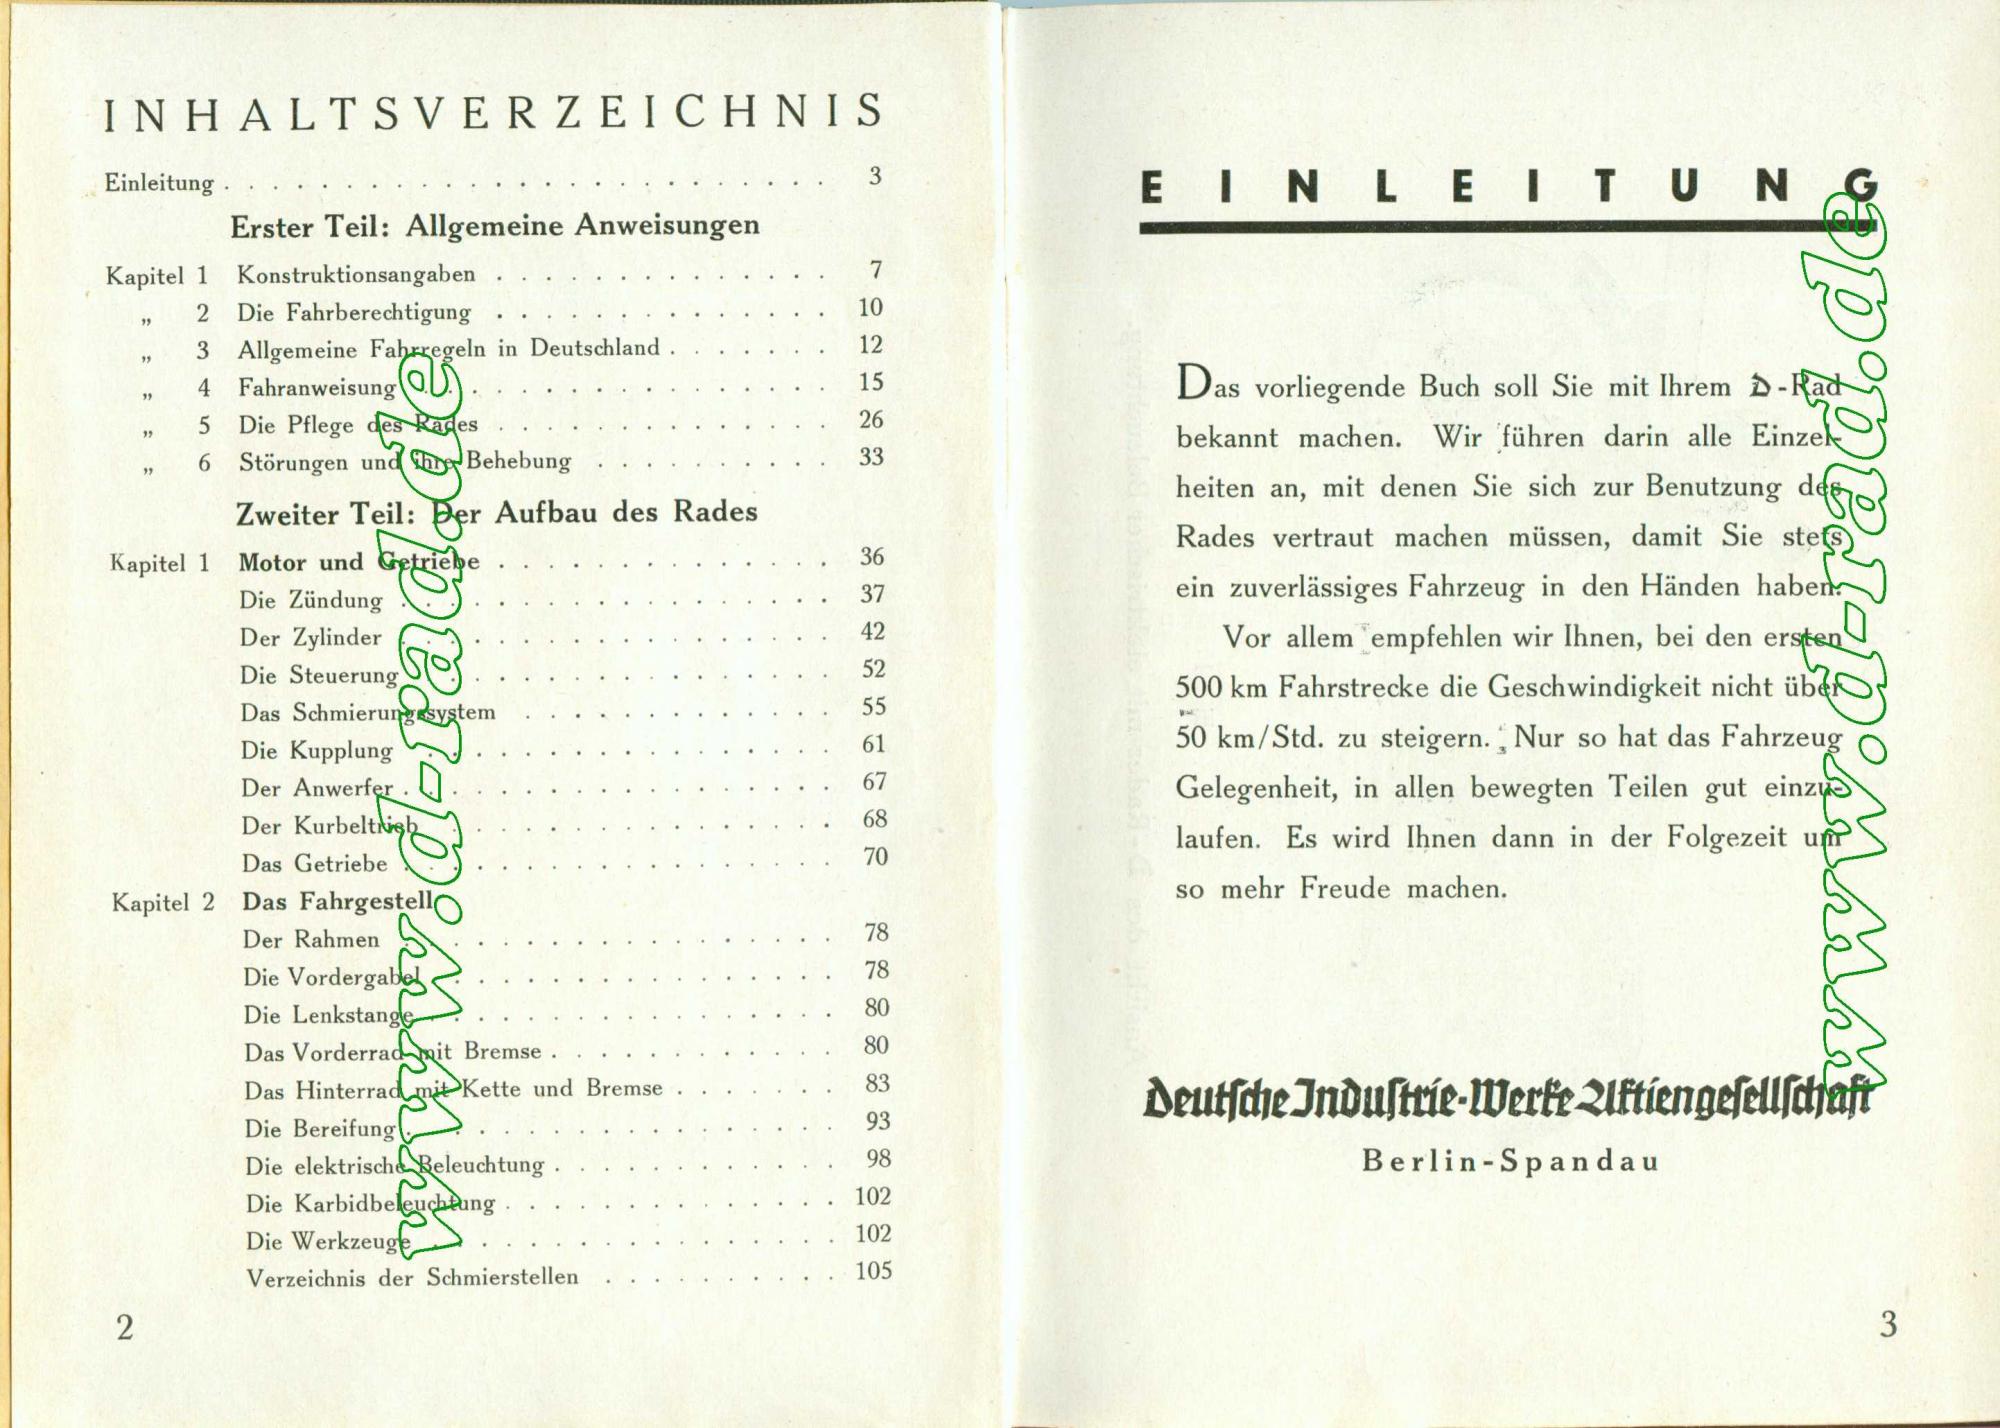 INHALTSVERZEICHNIS
Einleitung . . . . . . . . . . . . . . . . . . . . . 3
Erster Teil: Allgemeine Anweisungen
Kapitel 1 Konstruktionsangaben . . . . . . . . . . . . . . 7
„ 2 Die Fahrberechtigung . . . . . . . . . . . . . . 10
„ 3 Allgemeine Fahrregeln in Deutschland . . . . . . . 12
„ 4 Fahranweisung . . . . . . . . . . . . . . . . 15
„ 5 Die Pflege des Rades . . . . . . . . . . . . . . 26
„ 6 Störungen und ihre Behebung . . . . . . . . . . 33
Zweiter Teil: Der Aufbau des Rades
Kapitel 1 Motor und Getriebe . . . . . . . . . . . . . . 36
Die Zündung . . . . . . . . . . . . . . . . . 37
Der Zylinder . . . . . . . . . . . . . . . . . 42
Die Steuerung . . . . . . . . . . . . . . . . 52
Das Schmierungssystem . . . . . . . . . . . . . 55
Die Kupplung . . . . . . . . . . . . . . . . 61
Der Anwerfer . . . . . . . . . . . . . . . . . 67
Der Kurbeltrieb . . . . . . . . . . . . . . . 68
Das Getriebe . . . . . . . . . . . . . . . . . 70
Kapitel 2 Das Fahrgestell
Der Rahmen . . . . . . . . . . . . . . . . . 78
Die Vordergabel . . . . . . . . . . . . . . . 78
Die Lenkstange . . . . . . . . . . . . . . . . 80
Das Vorderrad mit Bremse . . . . . . . . . . . . 80
Das Hinterrad mit Kette und Bremse . . . . . . . 83
Die Bereifung . . . . . . . . . . . . . . . . 93
Die elektrische Beleuchtung . . . . . . . . . . . . 98
Die Karbidbeleuchtung . . . . . . . . . . . . . . 102
Die Werkzeuge . . . . . . . . . . . . . . . . 102
Verzeichnis der Schmierstellen . . . . . . . . . . 105
2
www.d-rad.de
EINLEITUNG
Das vorliegende Buch soll Sie mit Ihrem D-Rad
bekannt machen. Wir führen darin alle Einzel-
heiten an, mit denen Sie sich zur Benutzung des
Rades vertraut machen müssen, damit Sie stets
ein zuverlässiges Fahrzeug in den Händen haben.
Vor allem empfehlen wir Ihnen, bei den ersten
500 km Fahrstrecke die Geschwindigkeit nicht über
50 km/Std. zu steigern. Nur so hat das Fahrzeug
Gelegenheit, in allen bewegten Teilen gut einzu-
laufen. Es wird Ihnen dann in der Folgezeit um
so mehr Freude machen.
Deutsche Industrie-Werke Aktiengesellschaft
Berlin-Spandau
3
www.d-rad.de